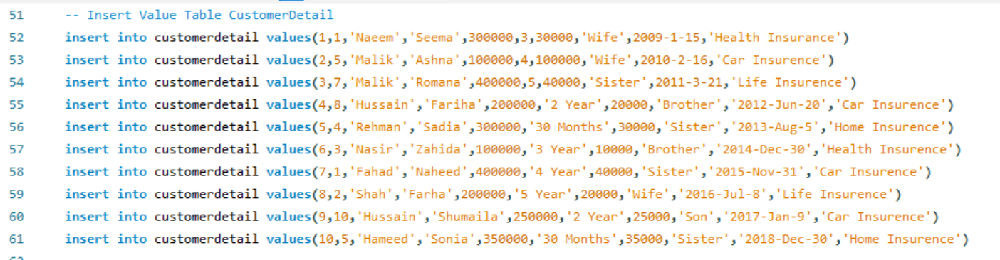 51 -- Insert Value Table CustomerDetail
52 insert into customerdetail values(1,1,'Naeem','Seema',300000,3,30000,'Wife',2009-1-15,'Health Insurance')
53 insert into customerdetail values(2,5,'Malik','Ashna',100000,4,100000,'Wife',2010-2-16,'Car Insurence')
54 insert into customerdetail values(3,7,'Malik','Romana',400000,5,40000,'Sister',2011-3-21,'Life Insurence')
55 insert into customerdetail values(4,8,'Hussain','Fariha',200000,'2 Year',20000,'Brother','2012-Jun-20','Car Insurence')
56 insert into customerdetail values(5,4,'Rehman','Sadia',300000,'30 Months',30000,'Sister','2013-Aug-5','Home Insurence')
57 insert into customerdetail values(6,3,'Nasir','Zahida',100000,'3 Year',10000,'Brother','2014-Dec-30','Health Insurence')
58 insert into customerdetail values(7,1,'Fahad','Naheed',400000,'4 Year',40000,'Sister','2015-Nov-31','Car Insurence')
59 insert into customerdetail values(8,2,'Shah','Farha',200000,'5 Year',20000,'Wife','2016-Jul-8','Life Insurence')
60 insert into customerdetail values(9,10,'Hussain','Shumaila',250000,'2 Year',25000,'Son','2017-Jan-9','Car Insurence')
61 insert into customerdetail values(10,5,'Hameed','Sonia',350000,'30 Months',35000,'Sister','2018-Dec-30','Home Insurence')